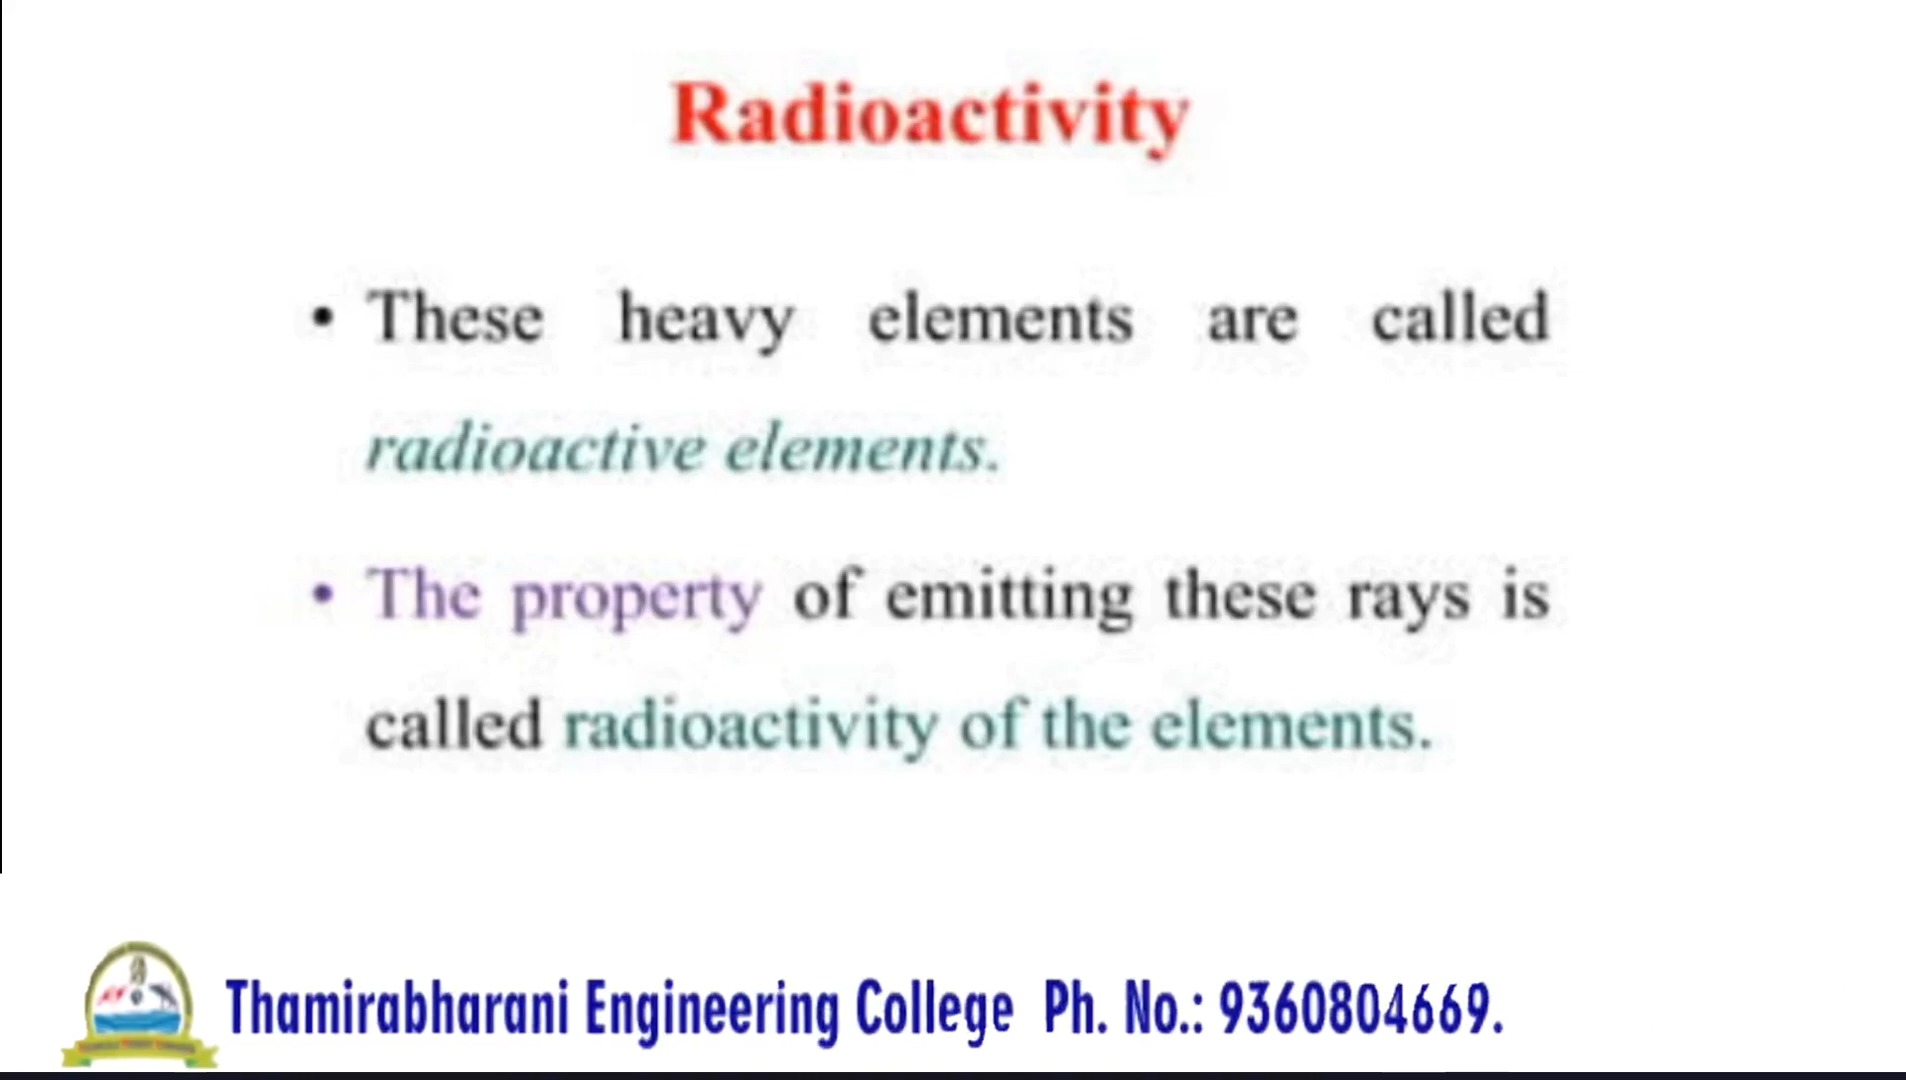 Radioactivity
• These heavy elements are called
radioactive elements.
• The property of emitting these rays is
called radioactivity of the elements.
Thamirabharani Engineering College Ph. No.: 9360804669.